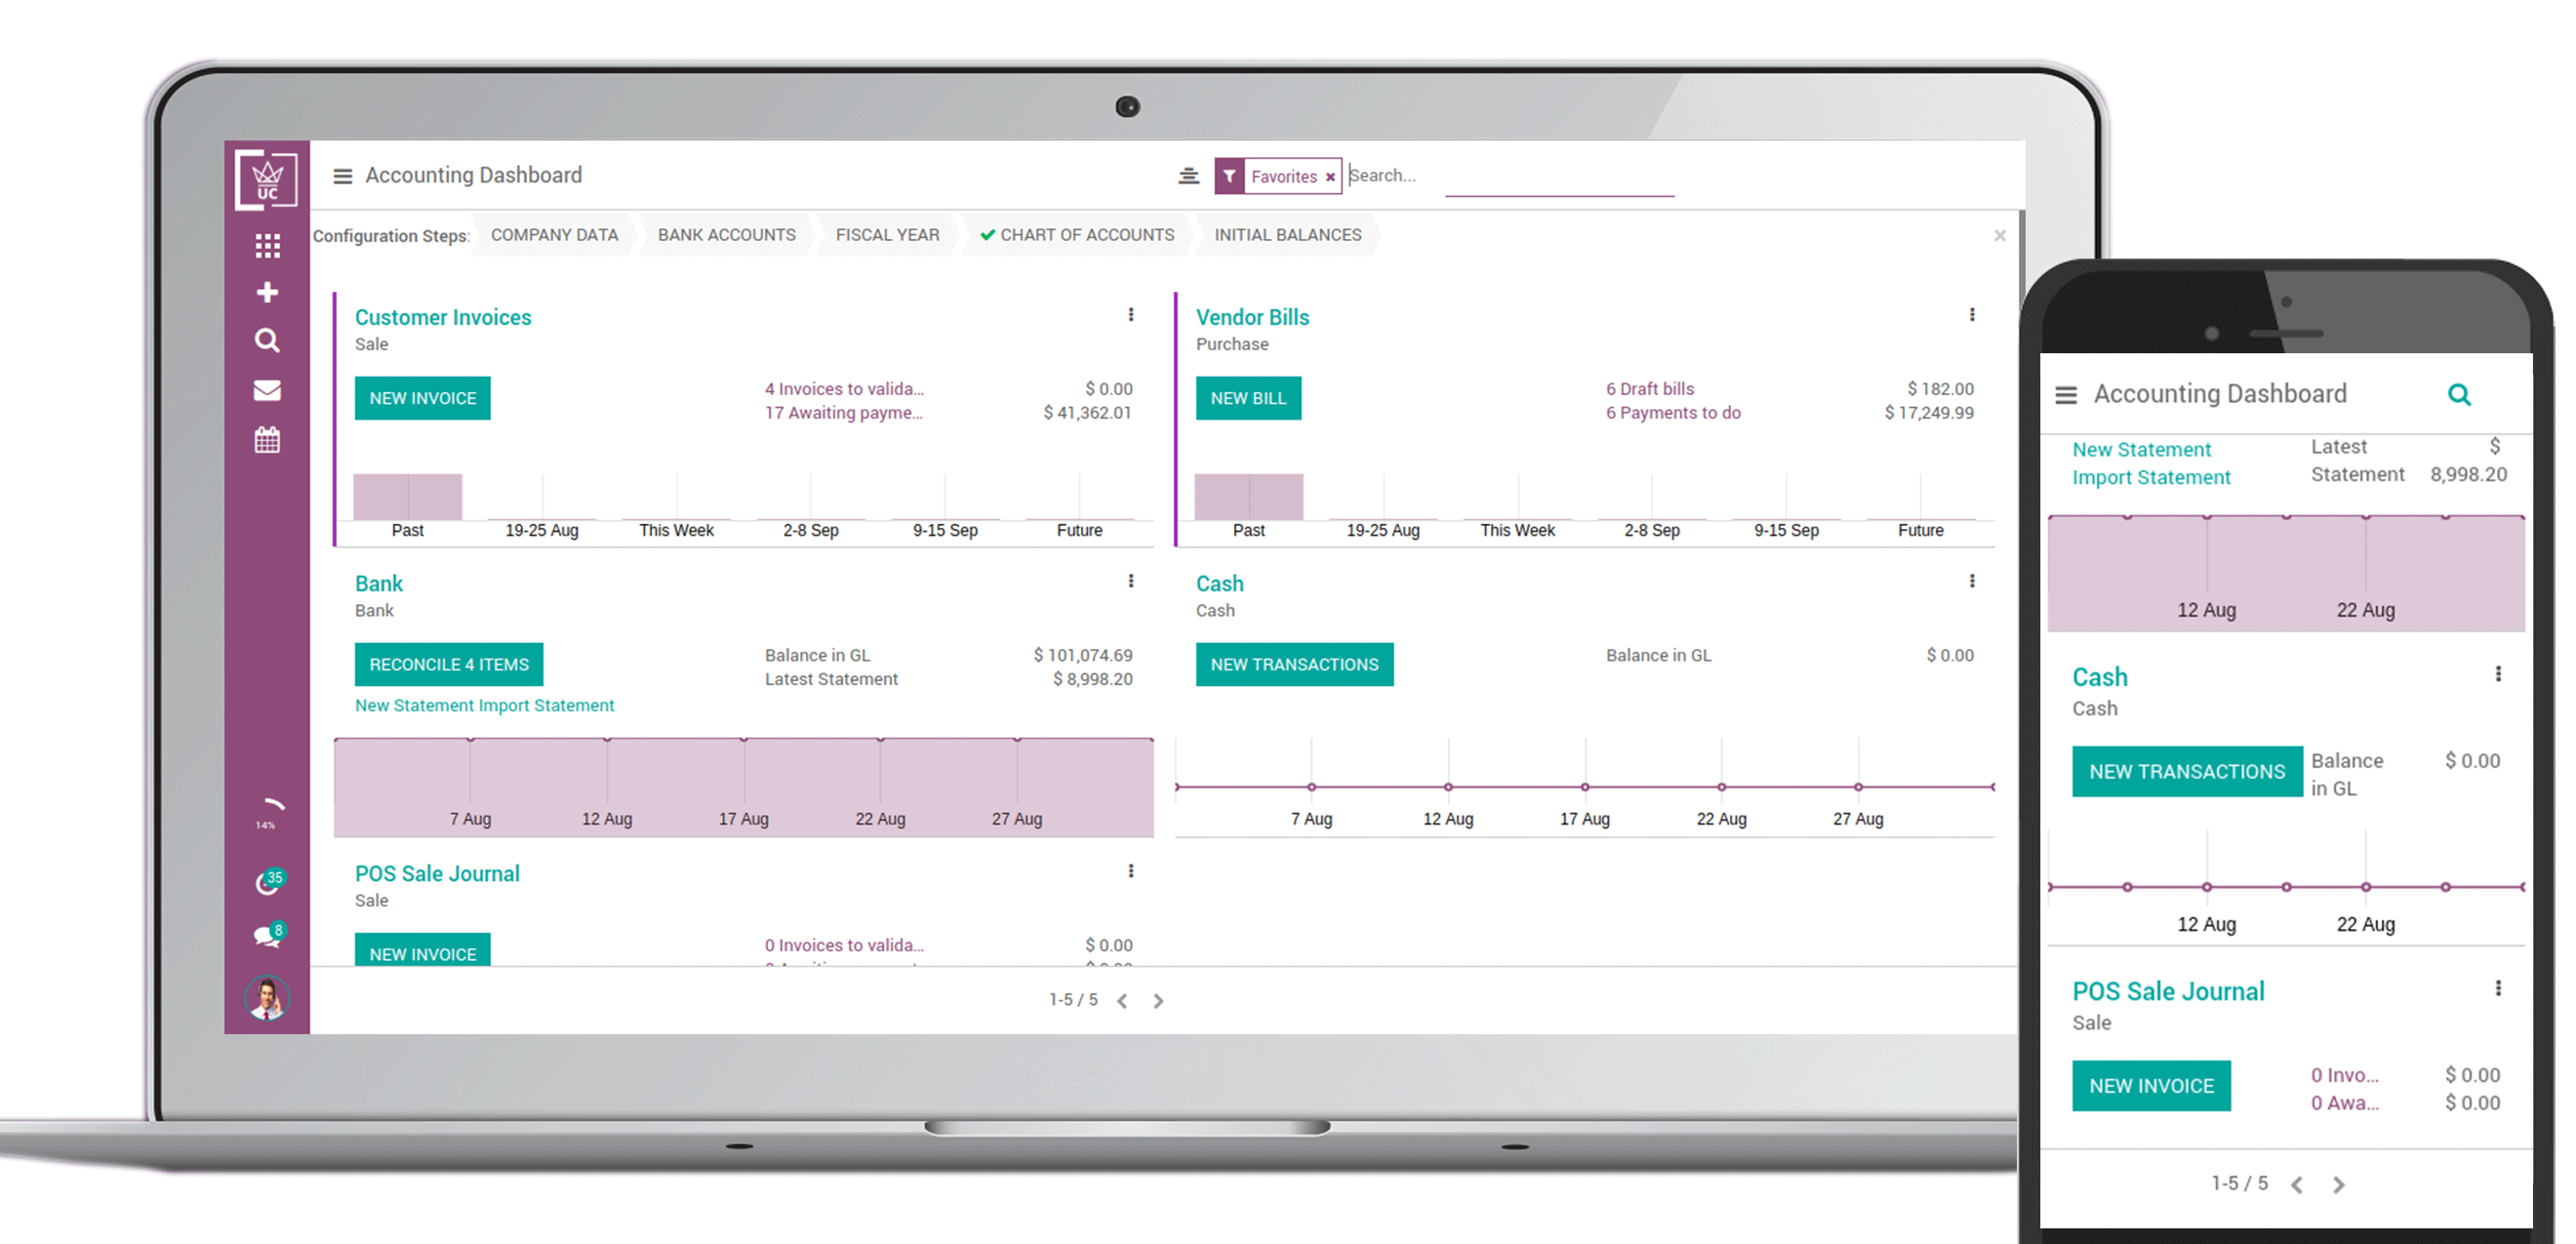 UC
Accounting Dashboard
Favorites ×
Search...
Configuration Steps: COMPANY DATA BANK ACCOUNTS FISCAL YEAR ✔ CHART OF ACCOUNTS INITIAL BALANCES ×
Customer Invoices
Sale
NEW INVOICE
4 Invoices to valida... $ 0.00
17 Awaiting payme... $ 41,362.01
Past 19-25 Aug This Week 2-8 Sep 9-15 Sep Future
Vendor Bills
Purchase
NEW BILL
6 Draft bills $ 182.00
6 Payments to do $ 17,249.99
Past 19-25 Aug This Week 2-8 Sep 9-15 Sep Future
Bank
Bank
RECONCILE 4 ITEMS
Balance in GL $ 101,074.69
Latest Statement $ 8,998.20
New Statement Import Statement
7 Aug 12 Aug 17 Aug 22 Aug 27 Aug
Cash
Cash
NEW TRANSACTIONS
Balance in GL $ 0.00
7 Aug 12 Aug 17 Aug 22 Aug 27 Aug
POS Sale Journal
Sale
NEW INVOICE
0 Invoices to valida... $ 0.00
1-5 / 5
14%
35
8
Accounting Dashboard
New Statement
Import Statement
Latest $
Statement 8,998.20
12 Aug 22 Aug
Cash
Cash
NEW TRANSACTIONS
Balance $ 0.00
in GL
12 Aug 22 Aug
POS Sale Journal
Sale
NEW INVOICE
0 Invo... $ 0.00
0 Awa... $ 0.00
1-5 / 5